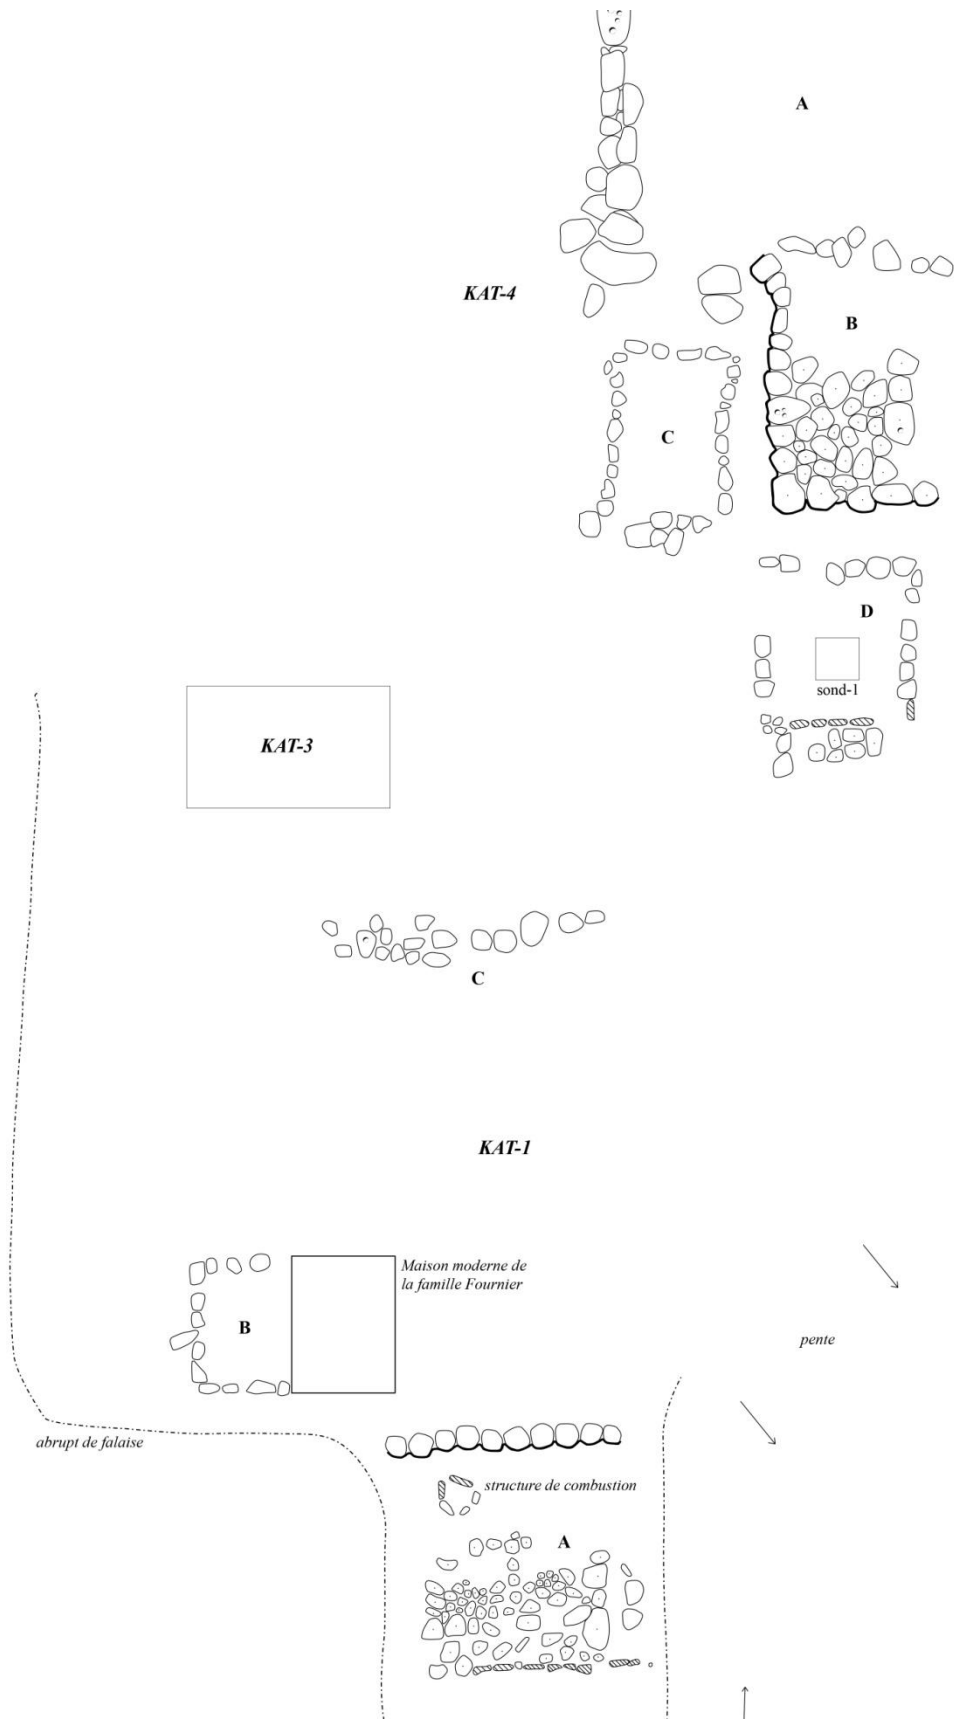 A
KAT-4
B
C
D
sond-1
KAT-3
C
KAT-1
Maison moderne de
la famille Fournier
B
pente
abrupt de falaise
structure de combustion
A